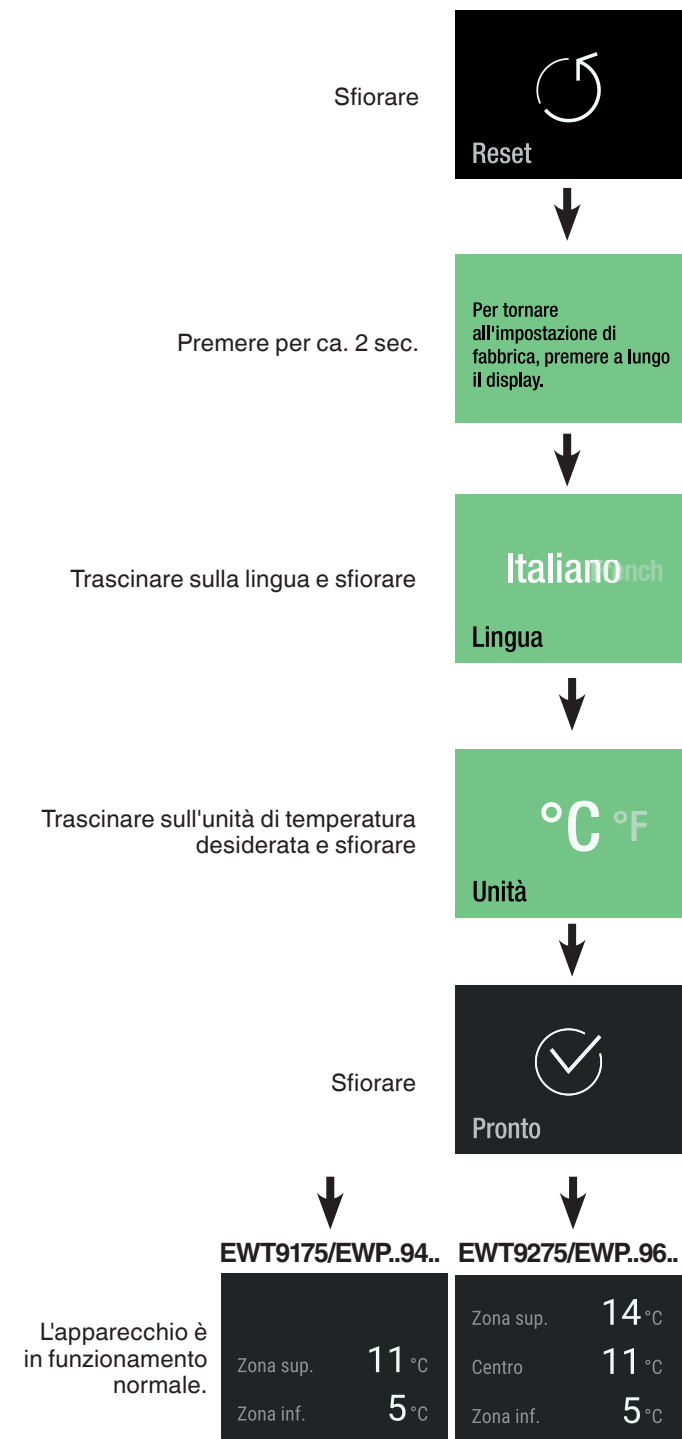 Sfiorare
Reset
Premere per ca. 2 sec.
Per tornare
all'impostazione di
fabbrica, premere a lungo
il display.
Trascinare sulla lingua e sfiorare
Italiano French
Lingua
Trascinare sull'unità di temperatura
desiderata e sfiorare
°C °F
Unità
Sfiorare
Pronto
EWT9175/EWP..94..
EWT9275/EWP..96..
L'apparecchio è
in funzionamento
normale.
Zona sup. 11 °C
Zona inf. 5 °C
Zona sup. 14 °C
Centro 11 °C
Zona inf. 5 °C